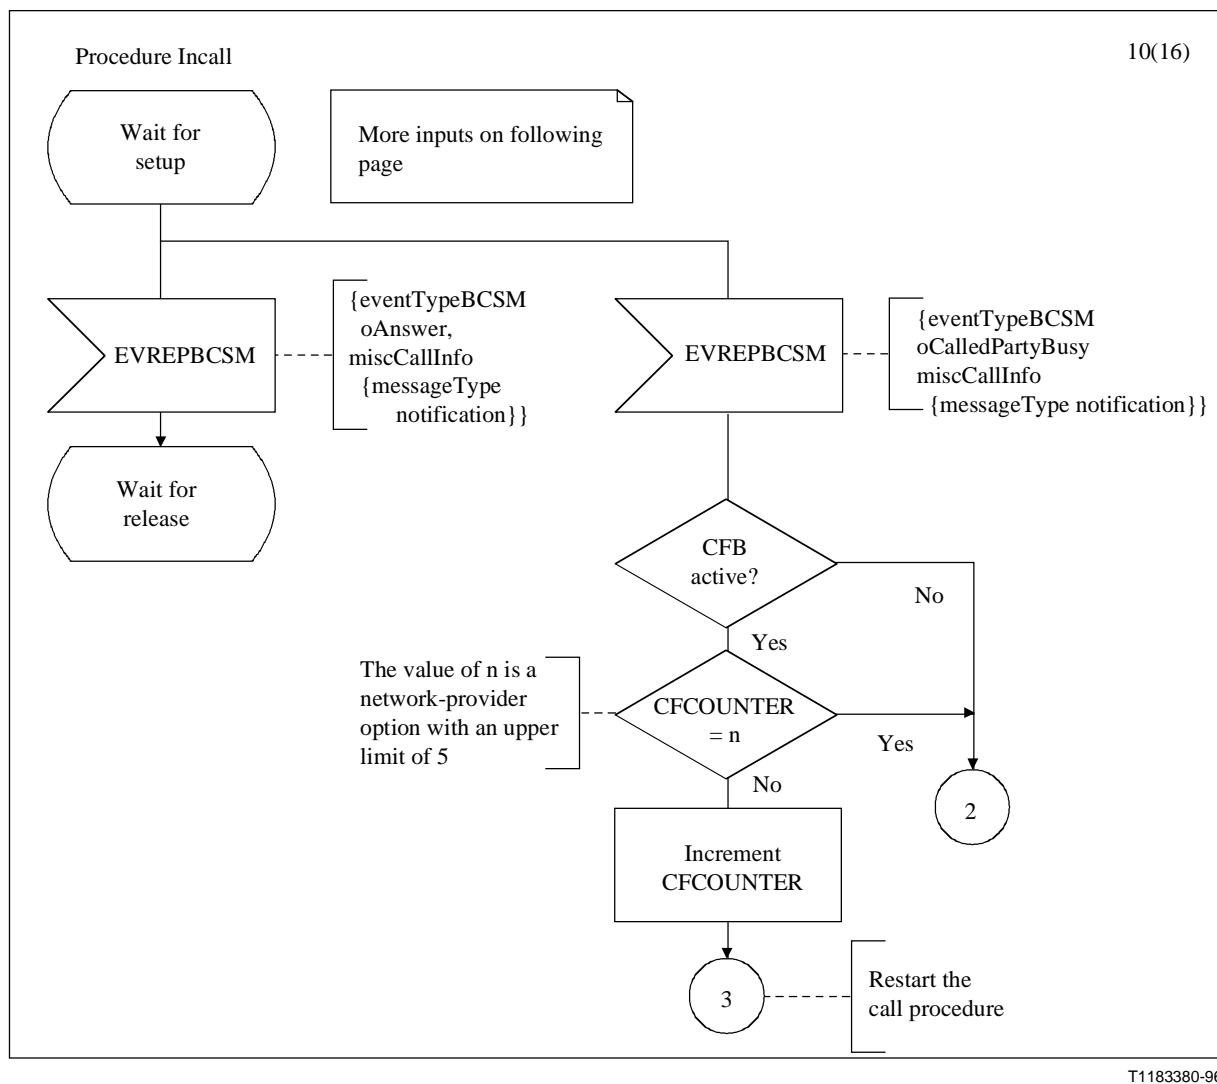 Procedure Incall
10(16)
Wait for
setup
More inputs on following
page
EVREPBCSM
{eventTypeBCSM
oAnswer,
miscCallInfo
{messageType
notification}}
EVREPBCSM
{eventTypeBCSM
oCalledPartyBusy
miscCallInfo
{messageType notification}}
Wait for
release
CFB
active?
No
Yes
The value of n is a
network-provider
option with an upper
limit of 5
CFCOUNTER
= n
Yes
No
2
Increment
CFCOUNTER
3
Restart the
call procedure
T1183380-96